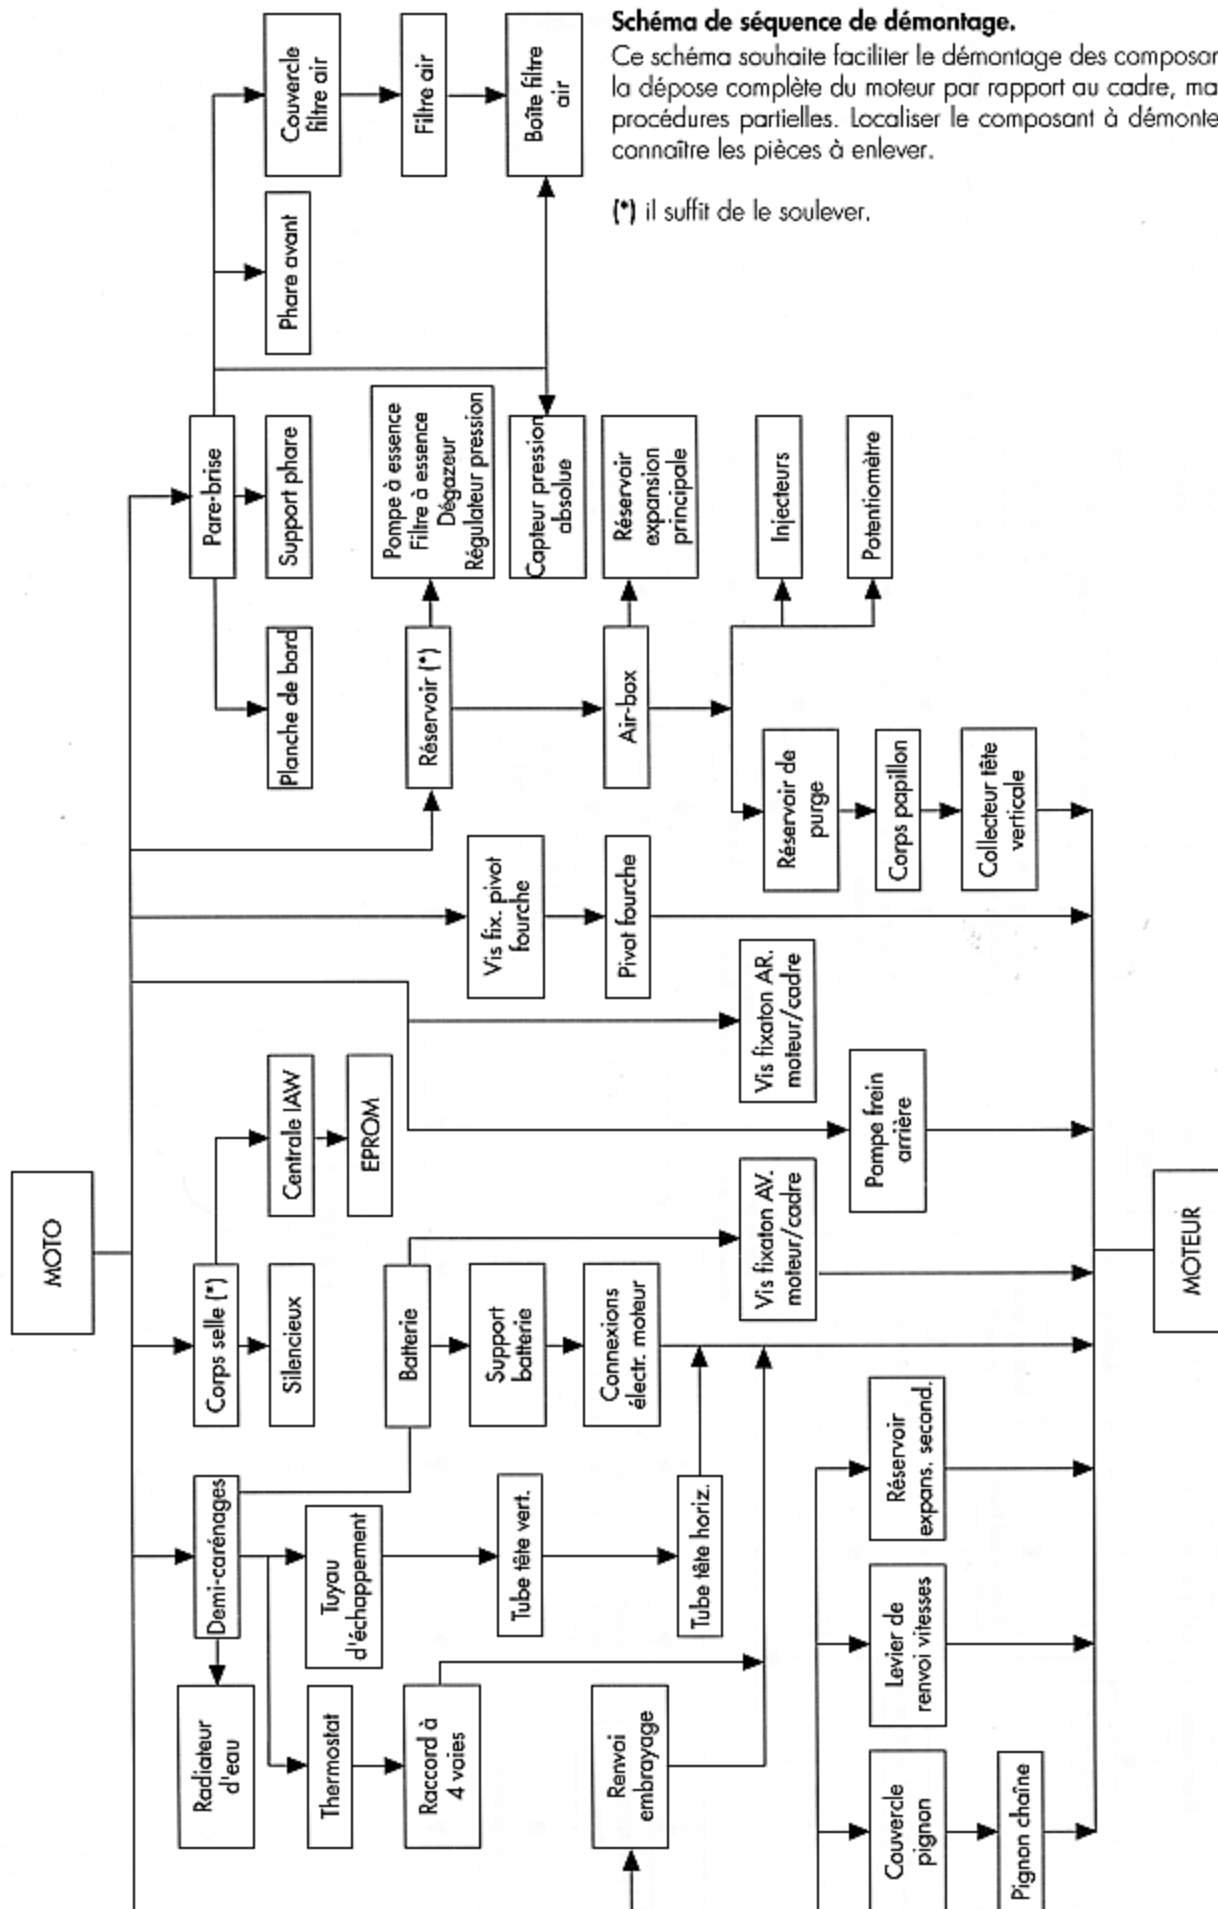 Schéma de séquence de démontage.
Ce schéma souhaite faciliter le démontage des composan
la dépose complète du moteur par rapport au cadre, ma
procédures partielles. Localiser le composant à démonte
connaître les pièces à enlever.
(*) il suffit de le soulever.
Couvercle
filtre air
Filtre air
Boîte filtre
air
Phare avant
Pare-brise
Support phare
Pompe à essence
Filtre à essence
Dégazeur
Régulateur pression
Capteur pression
absolue
Réservoir
expansion
principale
Injecteurs
Potentiomètre
Planche de bord
Réservoir (*)
Air-box
Réservoir de
purge
Corps papillon
Collecteur tête
verticale
Vis fix. pivot
fourche
Pivot fourche
Vis fixaton AR.
moteur/cadre
Centrale IAW
EPROM
Pompe frein
arrière
MOTO
Vis fixaton AV.
moteur/cadre
MOTEUR
Corps selle (*)
Silencieux
Batterie
Support
batterie
Connexions
électr. moteur
Réservoir
expans. second.
Demi-carénages
Tuyau
d'échappement
Tube tête vert.
Tube tête horiz.
Levier de
renvoi vitesses
Radiateur
d'eau
Thermostat
Raccord à
4 voies
Renvoi
embrayage
Couvercle
pignon
Pignon chaîne